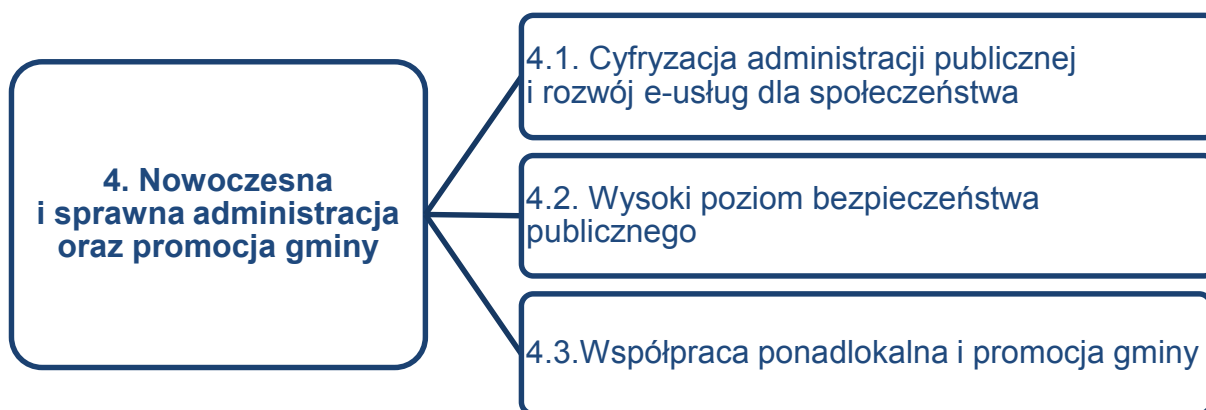 4. Nowoczesna
i sprawna administracja
oraz promocja gminy
4.1. Cyfryzacja administracji publicznej
i rozwój e-usług dla społeczeństwa
4.2. Wysoki poziom bezpieczeństwa
publicznego
4.3.Współpraca ponadlokalna i promocja gminy